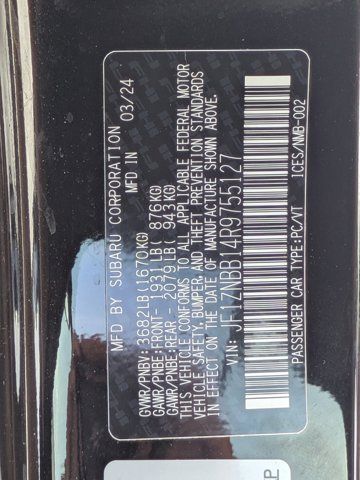 MFD BY SUBARU CORPORATION 03/24
MFD IN
GVWR/PNBV:3682LB(1670KG)
GAWR/PNBE:FRONT-1931LB( 876KG)
GAWR/PNBE:REAR -2079LB( 943KG)
THIS VEHICLE CONFORMS TO ALL APPLICABLE FEDERAL MOTOR
VEHICLE SAFETY, BUMPER, AND THEFT PREVENTION STANDARDS
IN EFFECT ON THE DATE OF MANUFACTURE SHOWN ABOVE.
VIN: JF1ZNBB14R9755127
PASSENGER CAR TYPE:PC/VT ICES/NMB-002